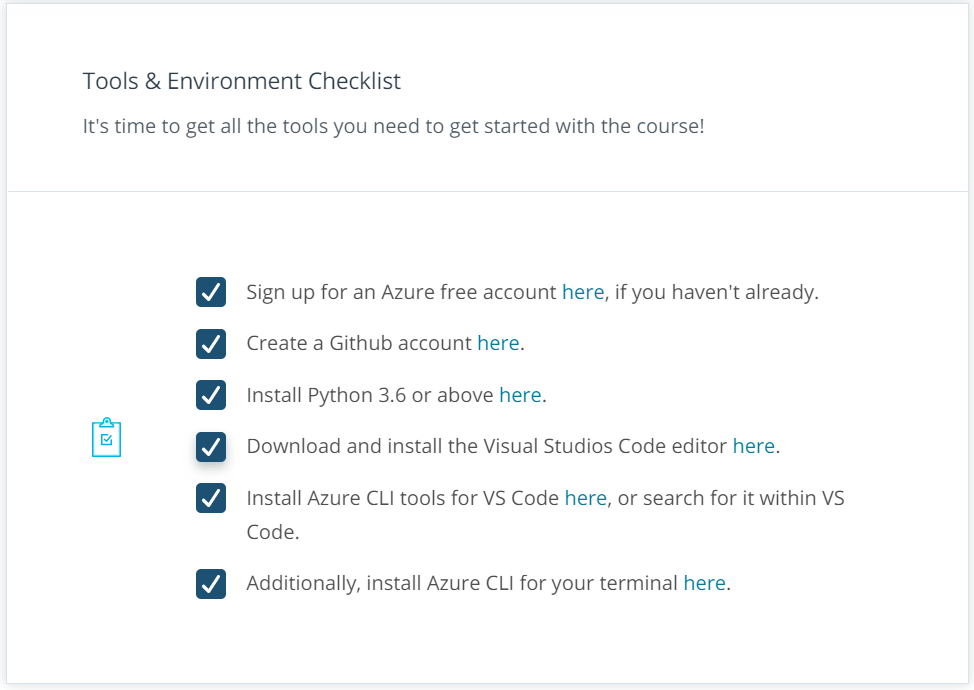 Tools & Environment Checklist
It's time to get all the tools you need to get started with the course!
Sign up for an Azure free account here, if you haven't already.
Create a Github account here.
Install Python 3.6 or above here.
Download and install the Visual Studios Code editor here.
Install Azure CLI tools for VS Code here, or search for it within VS
Code.
Additionally, install Azure CLI for your terminal here.